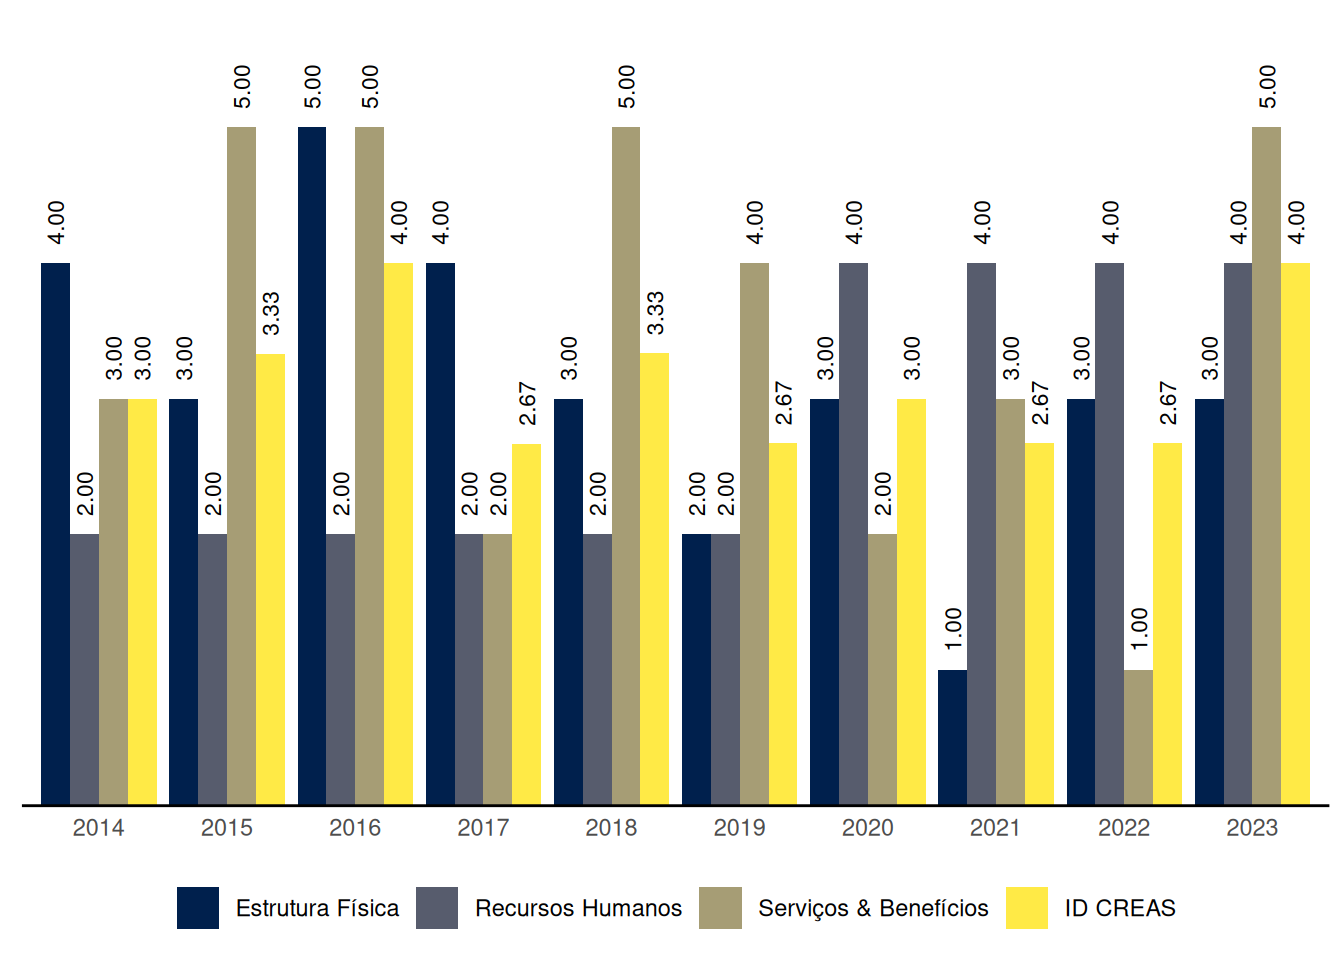 5.00 5.00 5.00 5.00 5.00
4.00 4.00 4.00 4.00 4.00 4.00 4.00 4.00 4.00
3.33 3.33
3.00 3.00 3.00 3.00 3.00 3.00 3.00 3.00 3.00
2.67 2.67 2.67 2.67
2.00 2.00 2.00 2.00 2.00 2.00 2.00 2.00 2.00
1.00 1.00
2014 2015 2016 2017 2018 2019 2020 2021 2022 2023
Estrutura Física Recursos Humanos Serviços & Benefícios ID CREAS